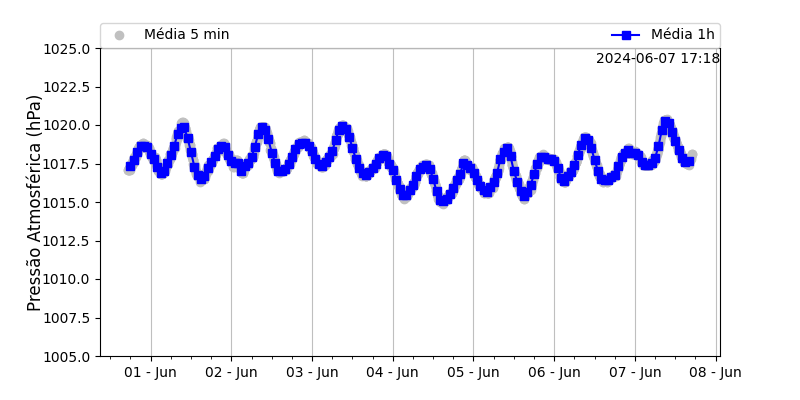 Média 5 min
Média 1h
2024-06-07 17:18
Pressão Atmosférica (hPa)
1025.0
1022.5
1020.0
1017.5
1015.0
1012.5
1010.0
1007.5
1005.0
01 - Jun
02 - Jun
03 - Jun
04 - Jun
05 - Jun
06 - Jun
07 - Jun
08 - Jun